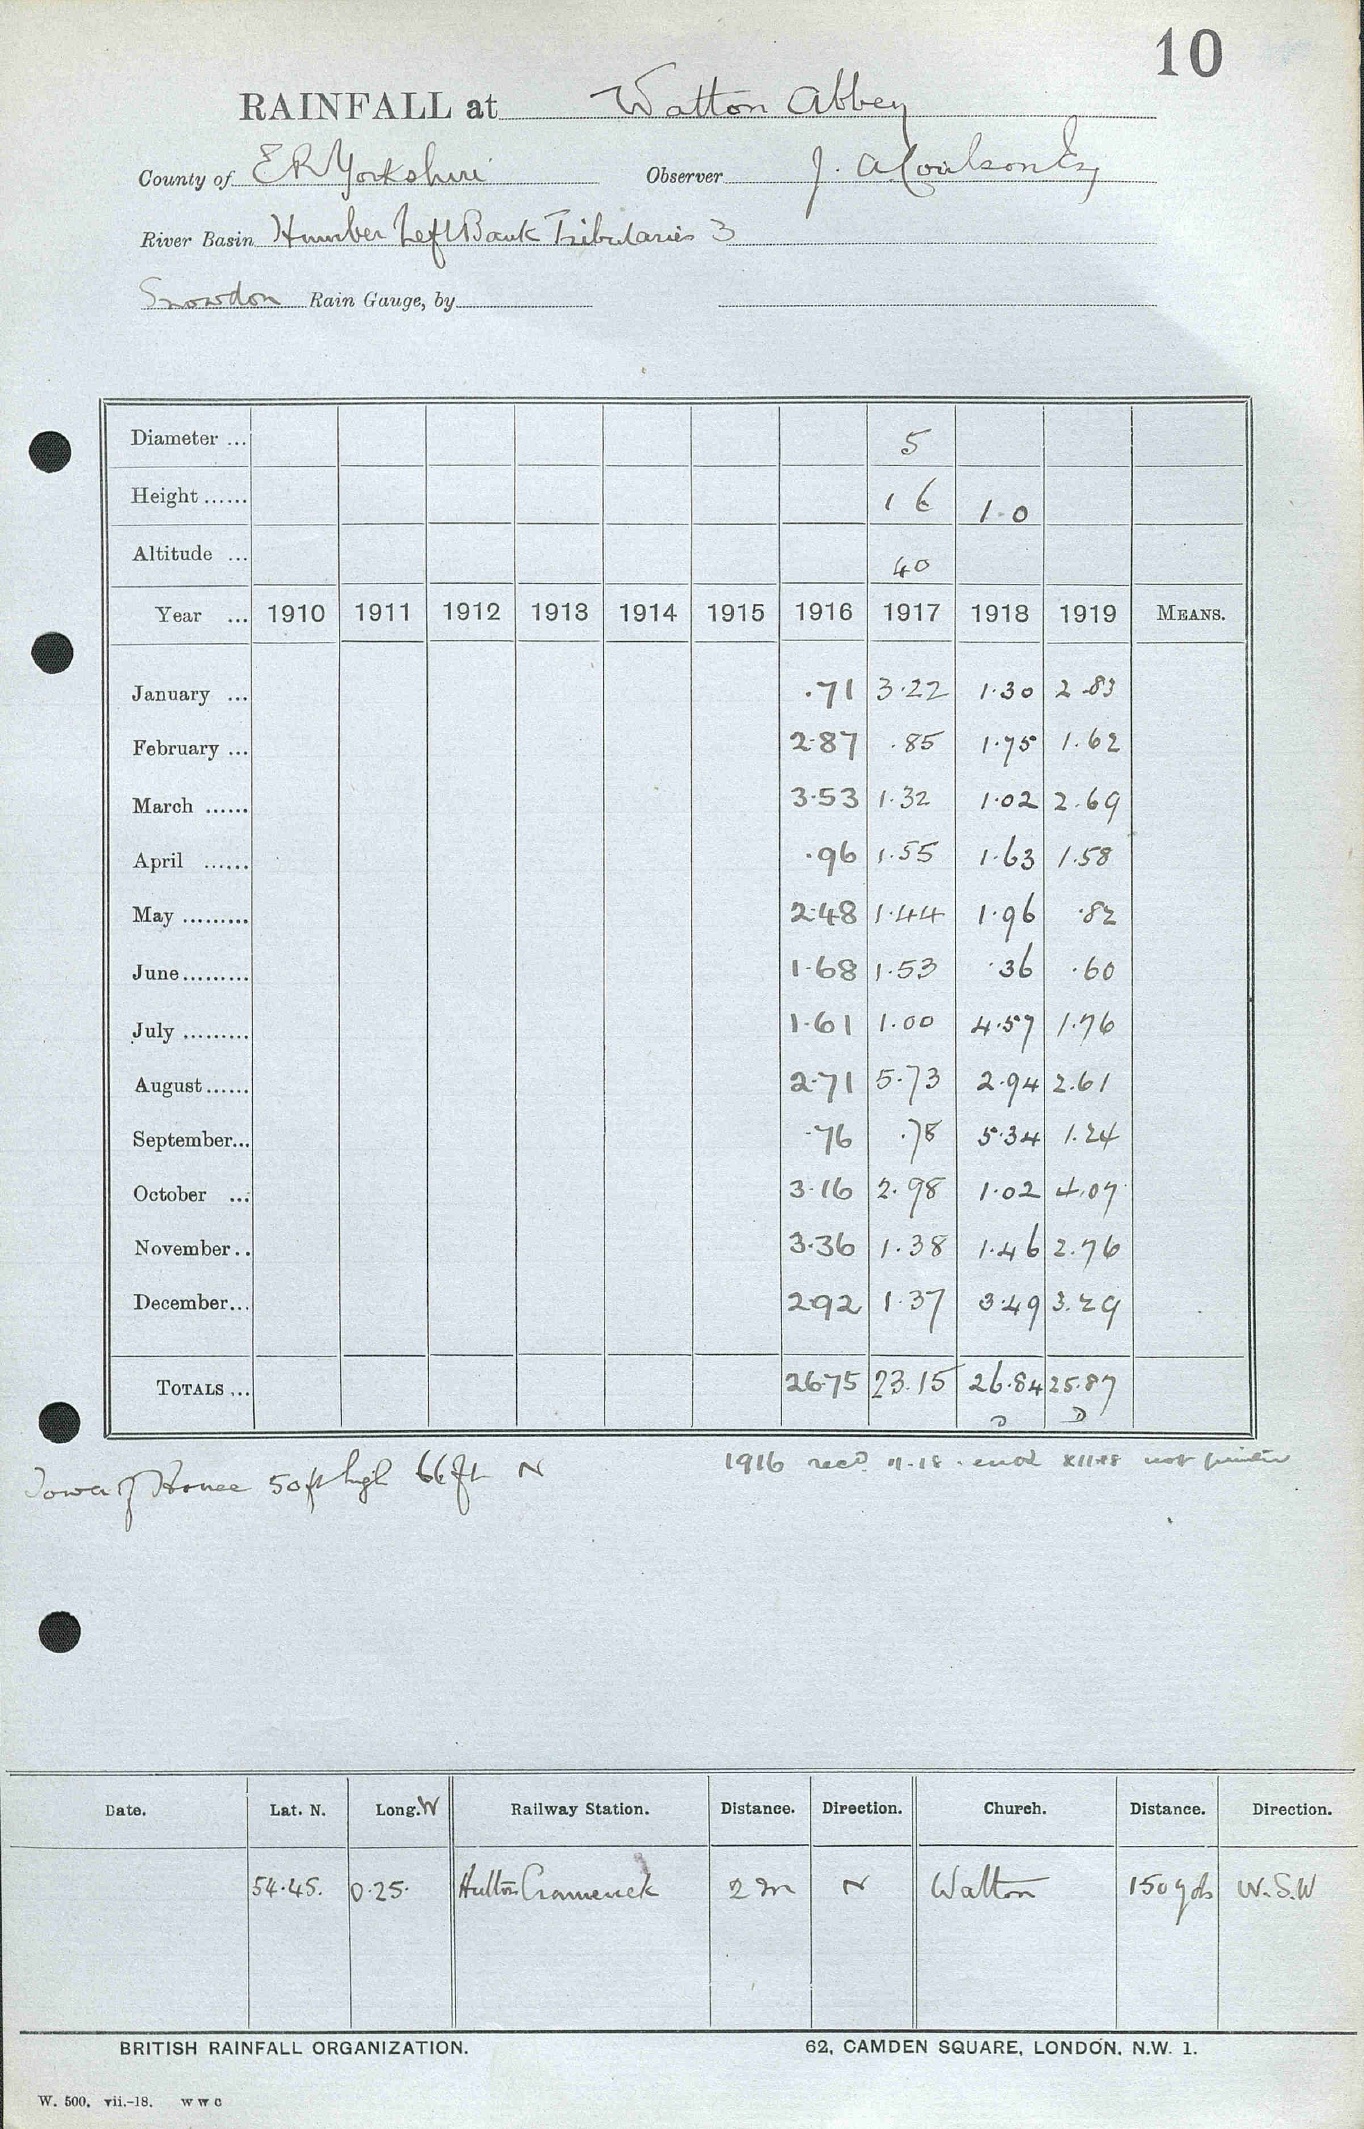 10
RAINFALL at Watton Abbey
County of E R Yorkshire Observer J. A Coulson Esq
River Basin Humber Left Bank Tributaries 3
Snowdon Rain Gauge, by
Diameter ... 5
Height ...... 1 6 1.0
Altitude ... 40
Year ... 1910 1911 1912 1913 1914 1915 1916 1917 1918 1919 MEANS.
January ... .71 3.22 1.30 2.83
February ... 2.87 .85 1.75 1.62
March ...... 3.53 1.32 1.02 2.69
April ...... .96 1.55 1.63 1.58
May ......... 2.48 1.44 1.96 .82
June......... 1.68 1.53 .36 .60
July ......... 1.61 1.00 4.57 1.76
August...... 2.71 5.73 2.94 2.61
September... .76 .78 5.34 1.24
October ... 3.16 2.98 1.02 4.07
November.. 3.36 1.38 1.46 2.76
December... 2.92 1.37 3.49 3.29
TOTALS ... 26.75 23.15 26.84 25.87
D D
Tower of House 50ft high 66 ft N
1916 recd. 11.18. not printed
Date. Lat. N. Long. W Railway Station. Distance. Direction. Church. Distance. Direction.
54.45. 0.25. Hutton Cranswick 2 m N Watton 150 yds W.S.W
BRITISH RAINFALL ORGANIZATION. 62, CAMDEN SQUARE, LONDON, N.W. 1.
W. 500. vii.-18. W W C